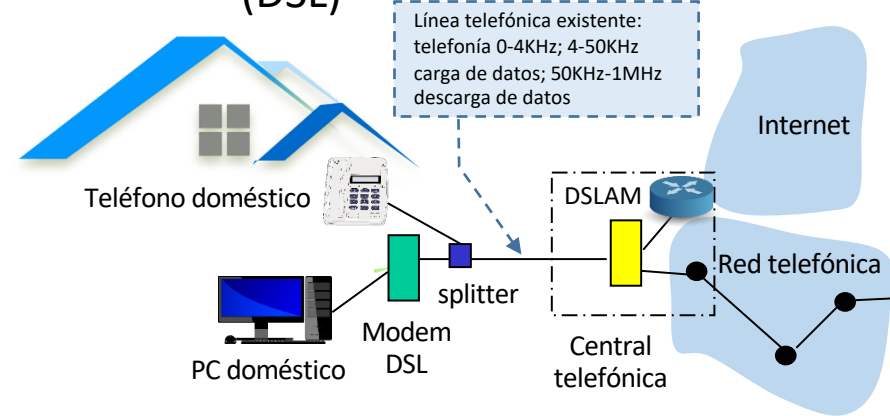 (DSL)
Línea telefónica existente:
telefonía 0-4KHz; 4-50KHz
carga de datos; 50KHz-1MHz
descarga de datos
Internet
Teléfono doméstico
DSLAM
Red telefónica
splitter
Modem
DSL
PC doméstico
Central
telefónica